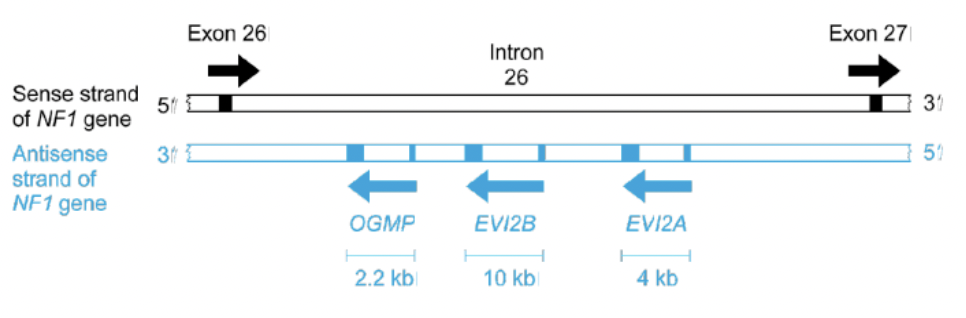 Exon 26
Exon 27
Intron
26
Sense strand
of NF1 gene
5'
3'
Antisense
strand of
NF1 gene
3'
5'
OGMP
EVI2B
EVI2A
2.2 kb
10 kb
4 kb